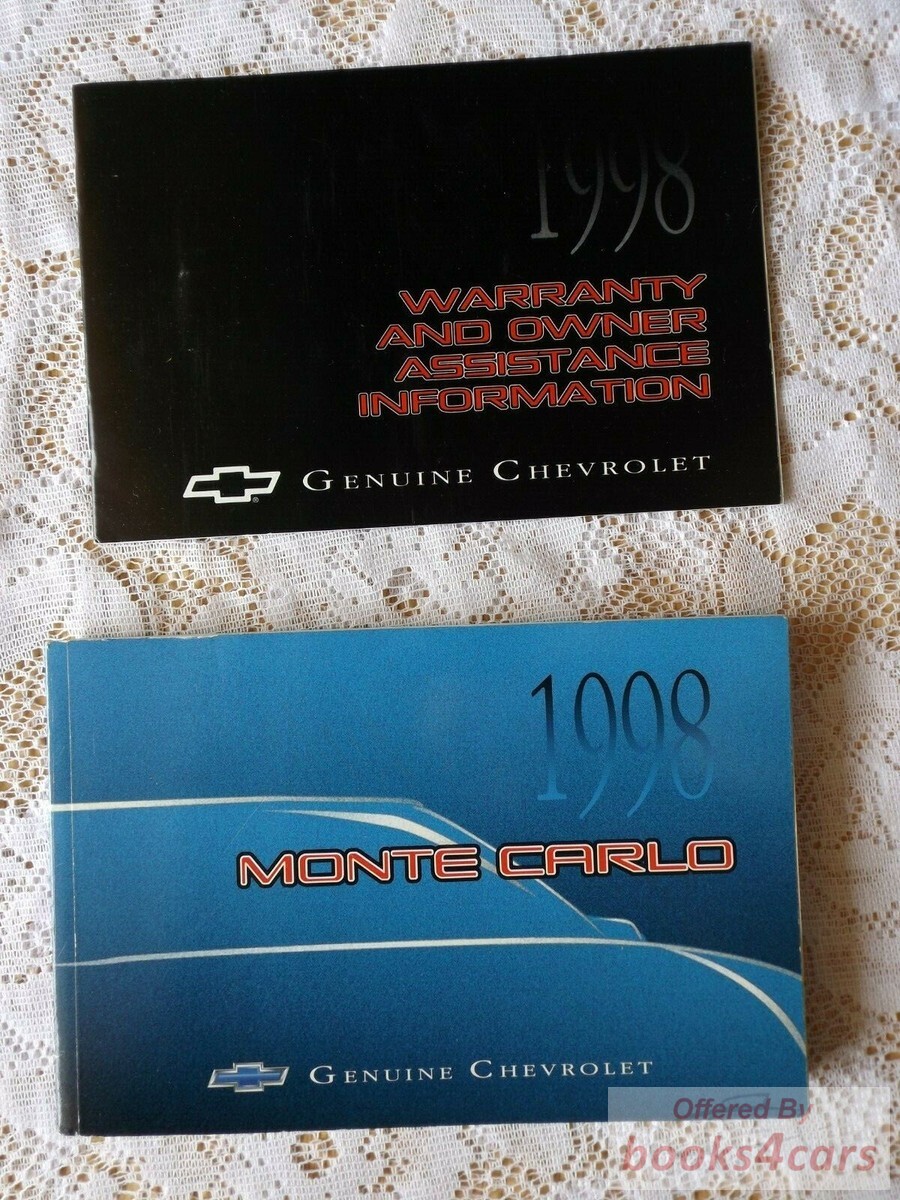 1998
WARRANTY
AND OWNER
ASSISTANCE
INFORMATION
GENUINE CHEVROLET
1998
MONTE CARLO
GENUINE CHEVROLET
Offered By
books4cars